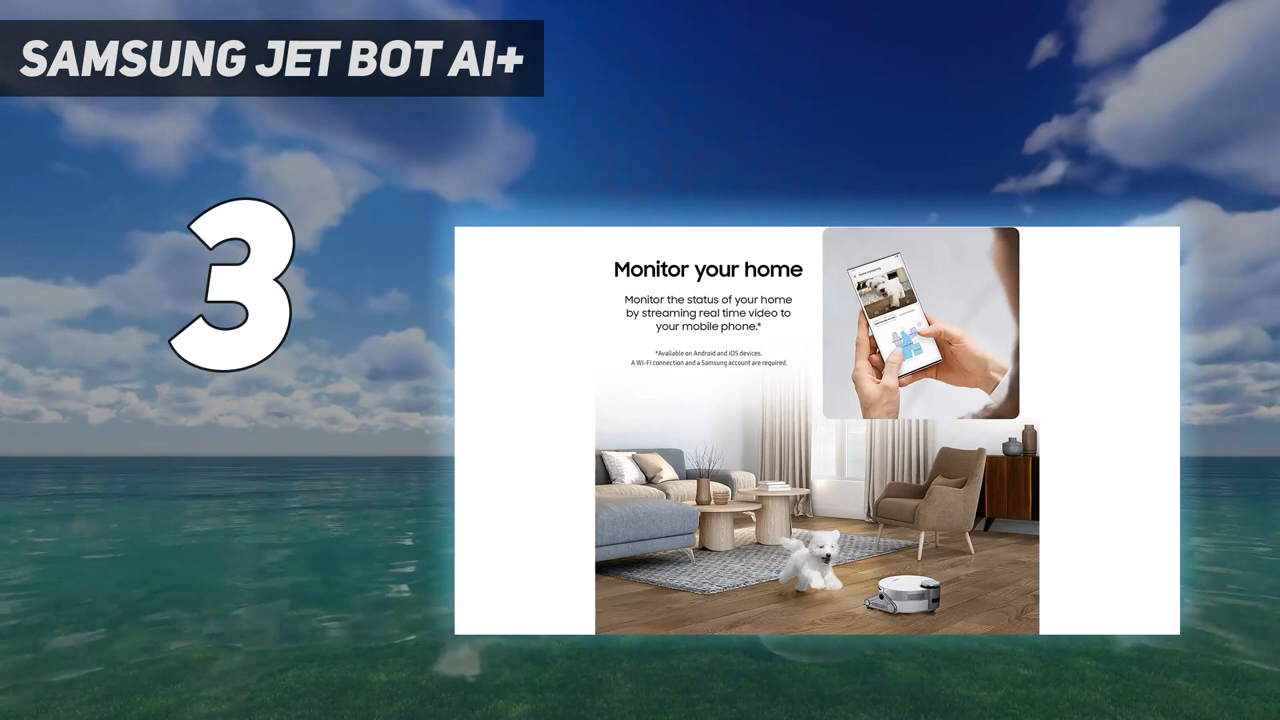 SAMSUNG JET BOT AI+
3
Monitor your home
Monitor the status of your home
by streaming real time video to
your mobile phone.*
*Available on Android and iOS devices.
A Wi-Fi connection and a Samsung account are required.